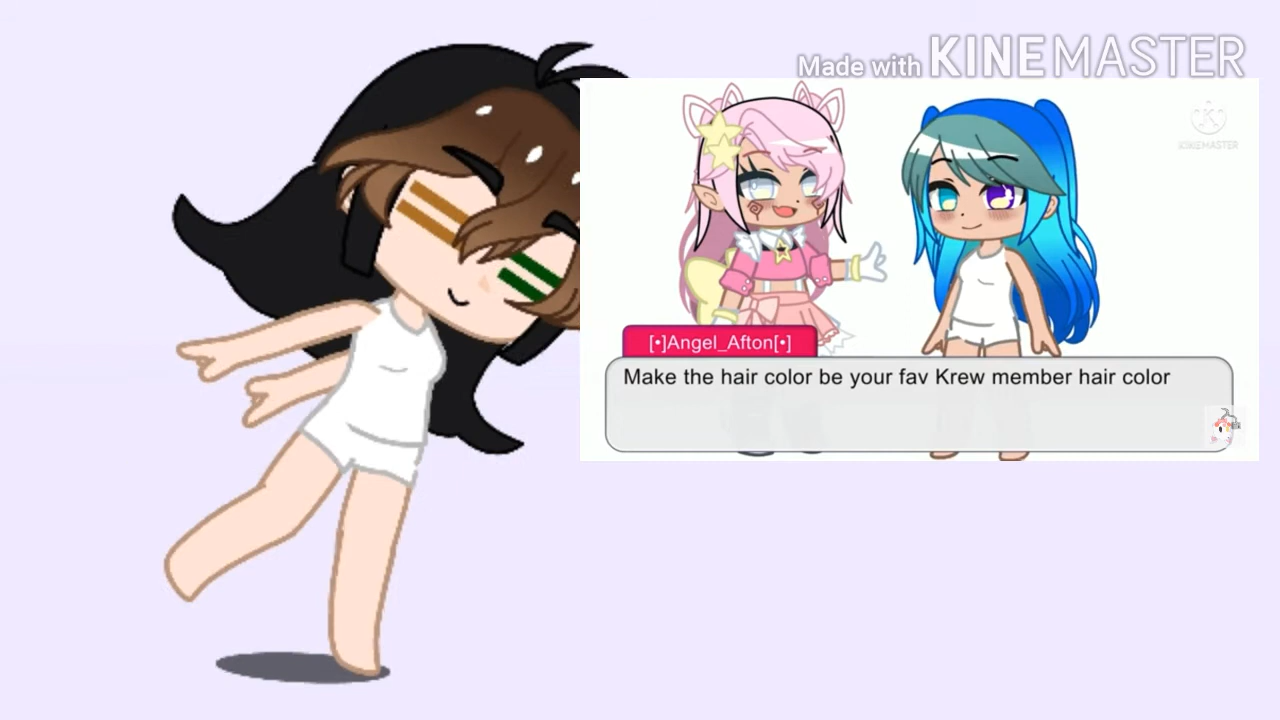 Made with KINEMASTER
KINEMASTER
[•]Angel_Afton[•]
Make the hair color be your fav Krew member hair color